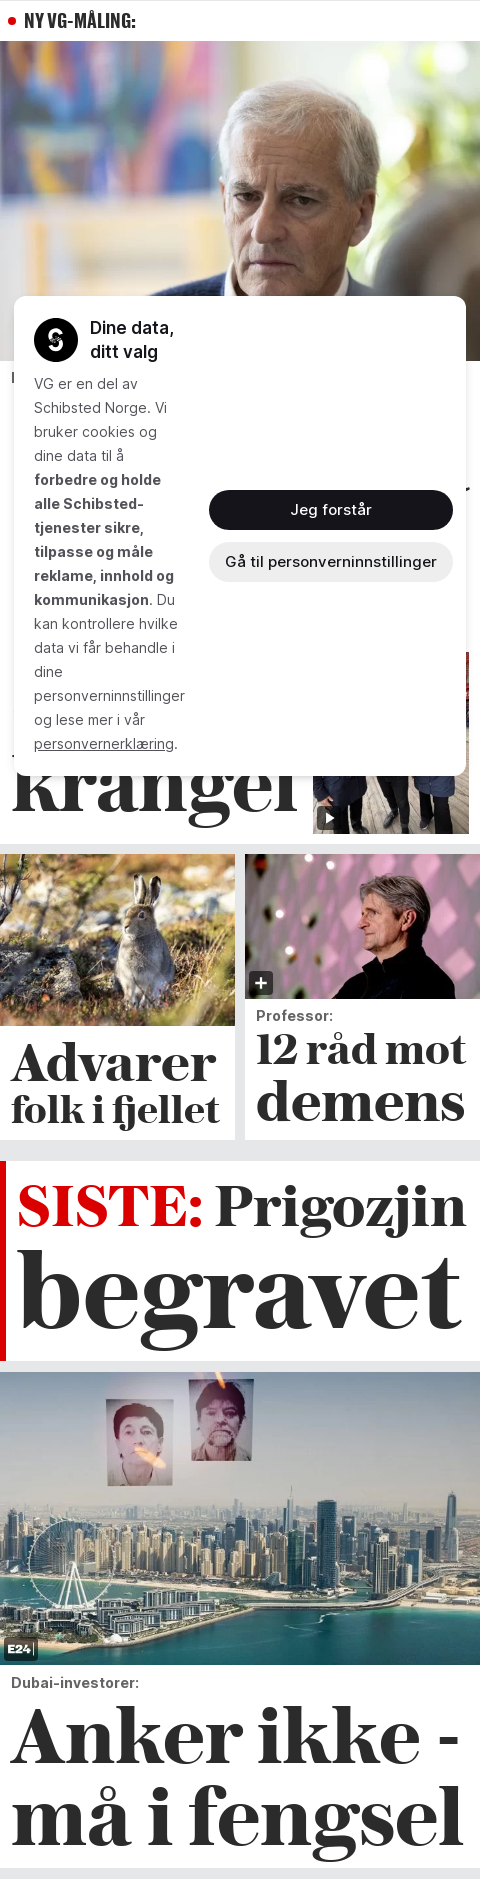 NY VG-MÅLING:
Dine data,
ditt valg
VG er en del av
Schibsted Norge. Vi
bruker cookies og
dine data til å
forbedre og holde
alle Schibsted-
tjenester sikre,
tilpasse og måle
reklame, innhold og
kommunikasjon. Du
kan kontrollere hvilke
data vi får behandle i
dine
personverninnstillinger
og lese mer i vår
personvernerklæring.
Jeg forstår
Gå til personverninnstillinger
krangel
Advarer
folk i fjellet
Professor:
12 råd mot
demens
SISTE: Prigozjin
begravet
E24
Dubai-investorer:
Anker ikke -
må i fengsel